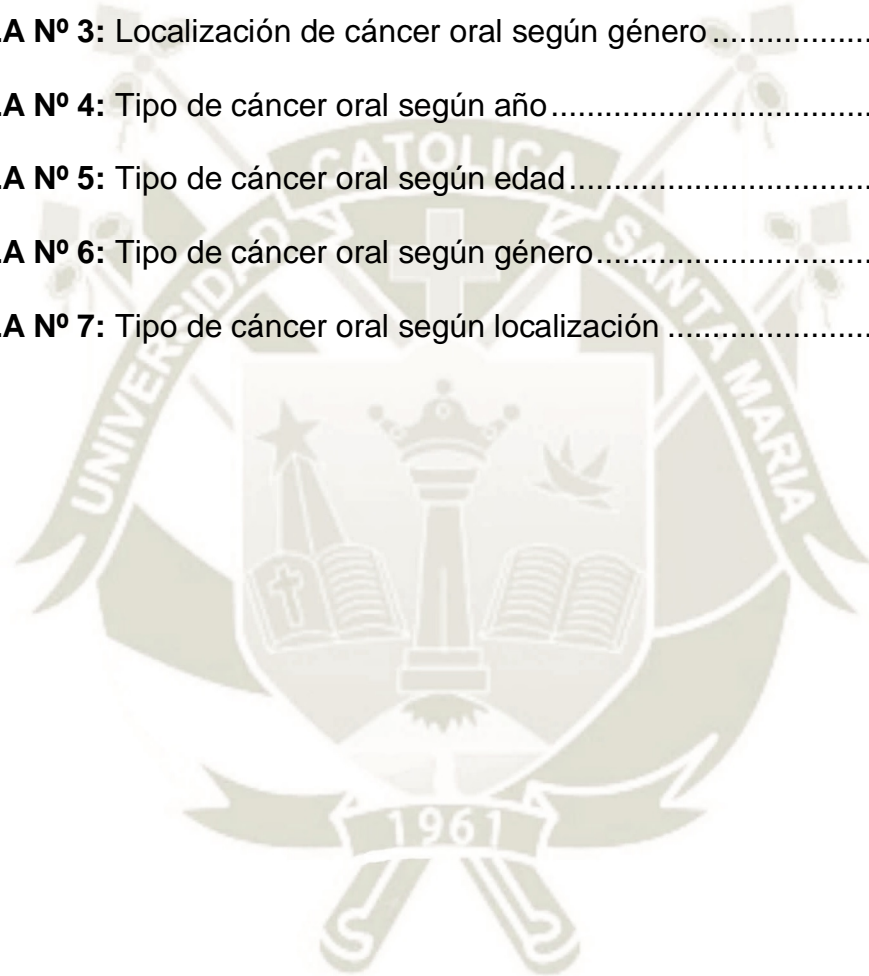 LA Nº 3: Localización de cáncer oral según género..................
LA Nº 4: Tipo de cáncer oral según año....................................
LA Nº 5: Tipo de cáncer oral según edad..................................
LA Nº 6: Tipo de cáncer oral según género...............................
LA Nº 7: Tipo de cáncer oral según localización .......................
UNIVERSIDAD CATOLICA SANTA MARIA
1961